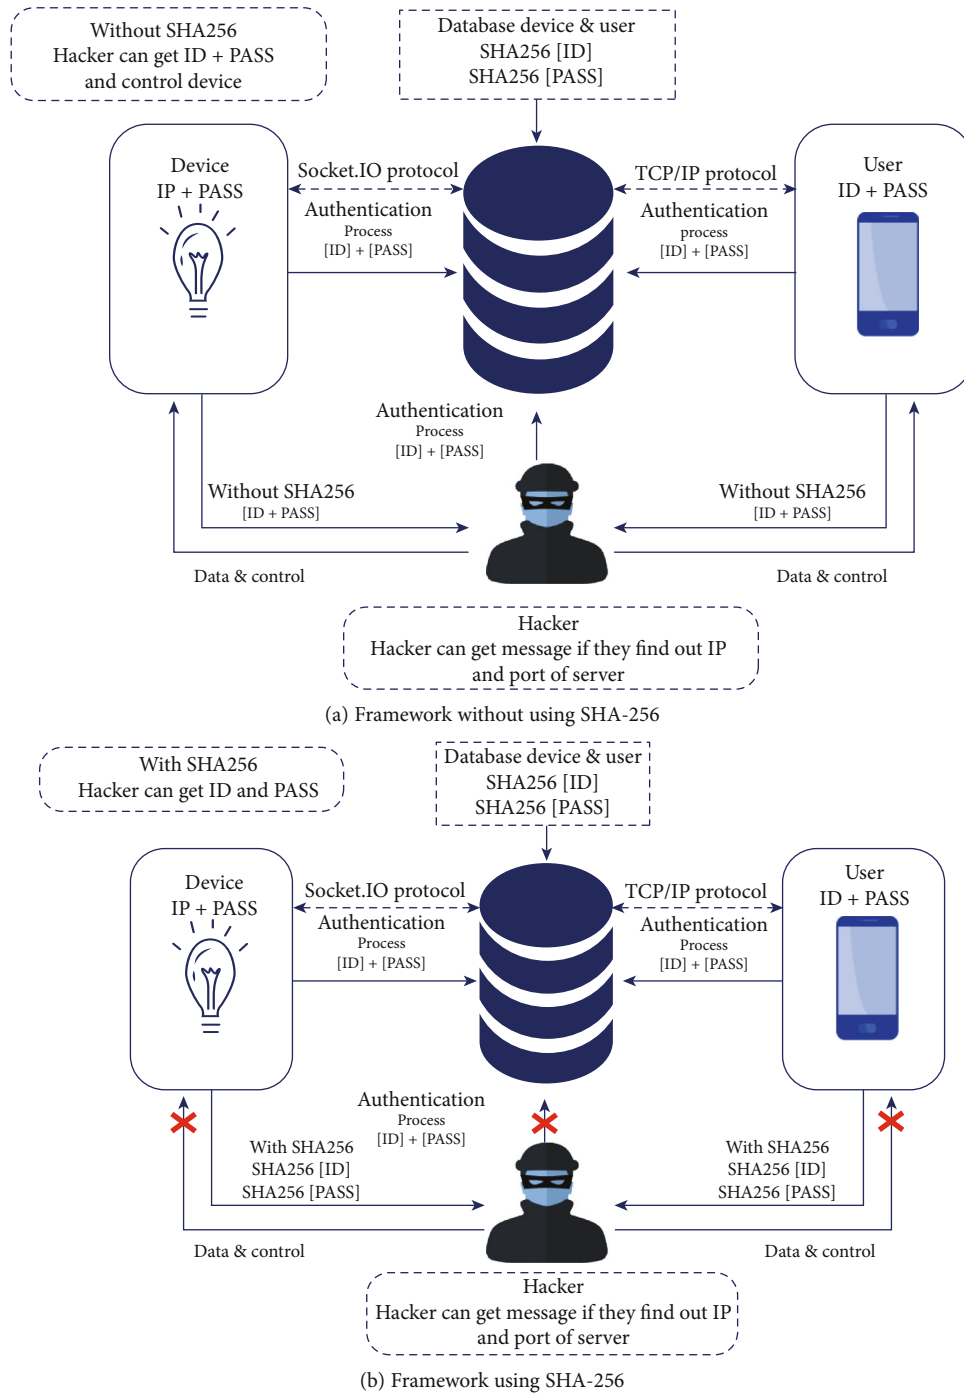 Without SHA256
Hacker can get ID + PASS
and control device
Database device & user
SHA256 [ID]
SHA256 [PASS]
Device
IP + PASS
Socket.IO protocol
Authentication
Process
[ID] + [PASS]
TCP/IP protocol
Authentication
process
[ID] + [PASS]
User
ID + PASS
Authentication
Process
[ID] + [PASS]
Without SHA256
[ID + PASS]
Without SHA256
[ID + PASS]
Data & control
Data & control
Hacker
Hacker can get message if they find out IP
and port of server
(a) Framework without using SHA-256
With SHA256
Hacker can get ID and PASS
Database device & user
SHA256 [ID]
SHA256 [PASS]
Device
IP + PASS
Socket.IO protocol
Authentication
Process
[ID] + [PASS]
TCP/IP protocol
Authentication
Process
[ID] + [PASS]
User
ID + PASS
Authentication
Process
[ID] + [PASS]
With SHA256
SHA256 [ID]
SHA256 [PASS]
With SHA256
SHA256 [ID]
SHA256 [PASS]
Data & control
Data & control
Hacker
Hacker can get message if they find out IP
and port of server
(b) Framework using SHA-256